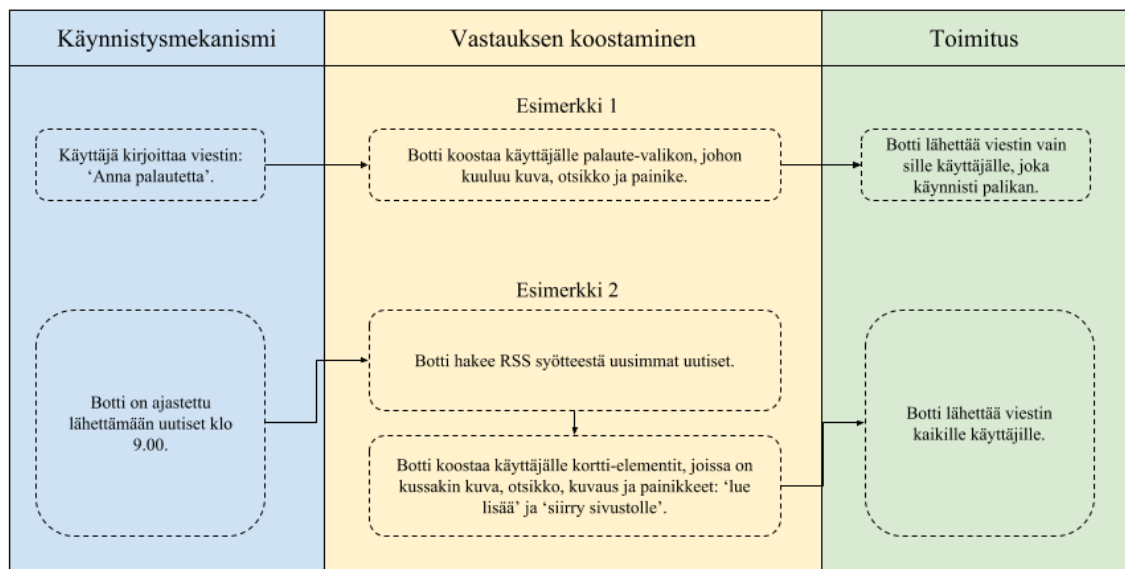 Käynnistysmekanismi
Vastauksen koostaminen
Toimitus
Esimerkki 1
Käyttäjä kirjoittaa viestin:
‘Anna palautetta’.
Botti koostaa käyttäjälle palaute-valikon, johon
kuuluu kuva, otsikko ja painike.
Botti lähettää viestin vain
sille käyttäjälle, joka
käynnisti palikan.
Esimerkki 2
Botti on ajastettu
lähettämään uutiset klo
9.00.
Botti hakee RSS syötteestä uusimmat uutiset.
Botti koostaa käyttäjälle kortti-elementit, joissa on
kussakin kuva, otsikko, kuvaus ja painikkeet: ‘lue
lisää’ ja ‘siirry sivustolle’.
Botti lähettää viestin
kaikille käyttäjille.